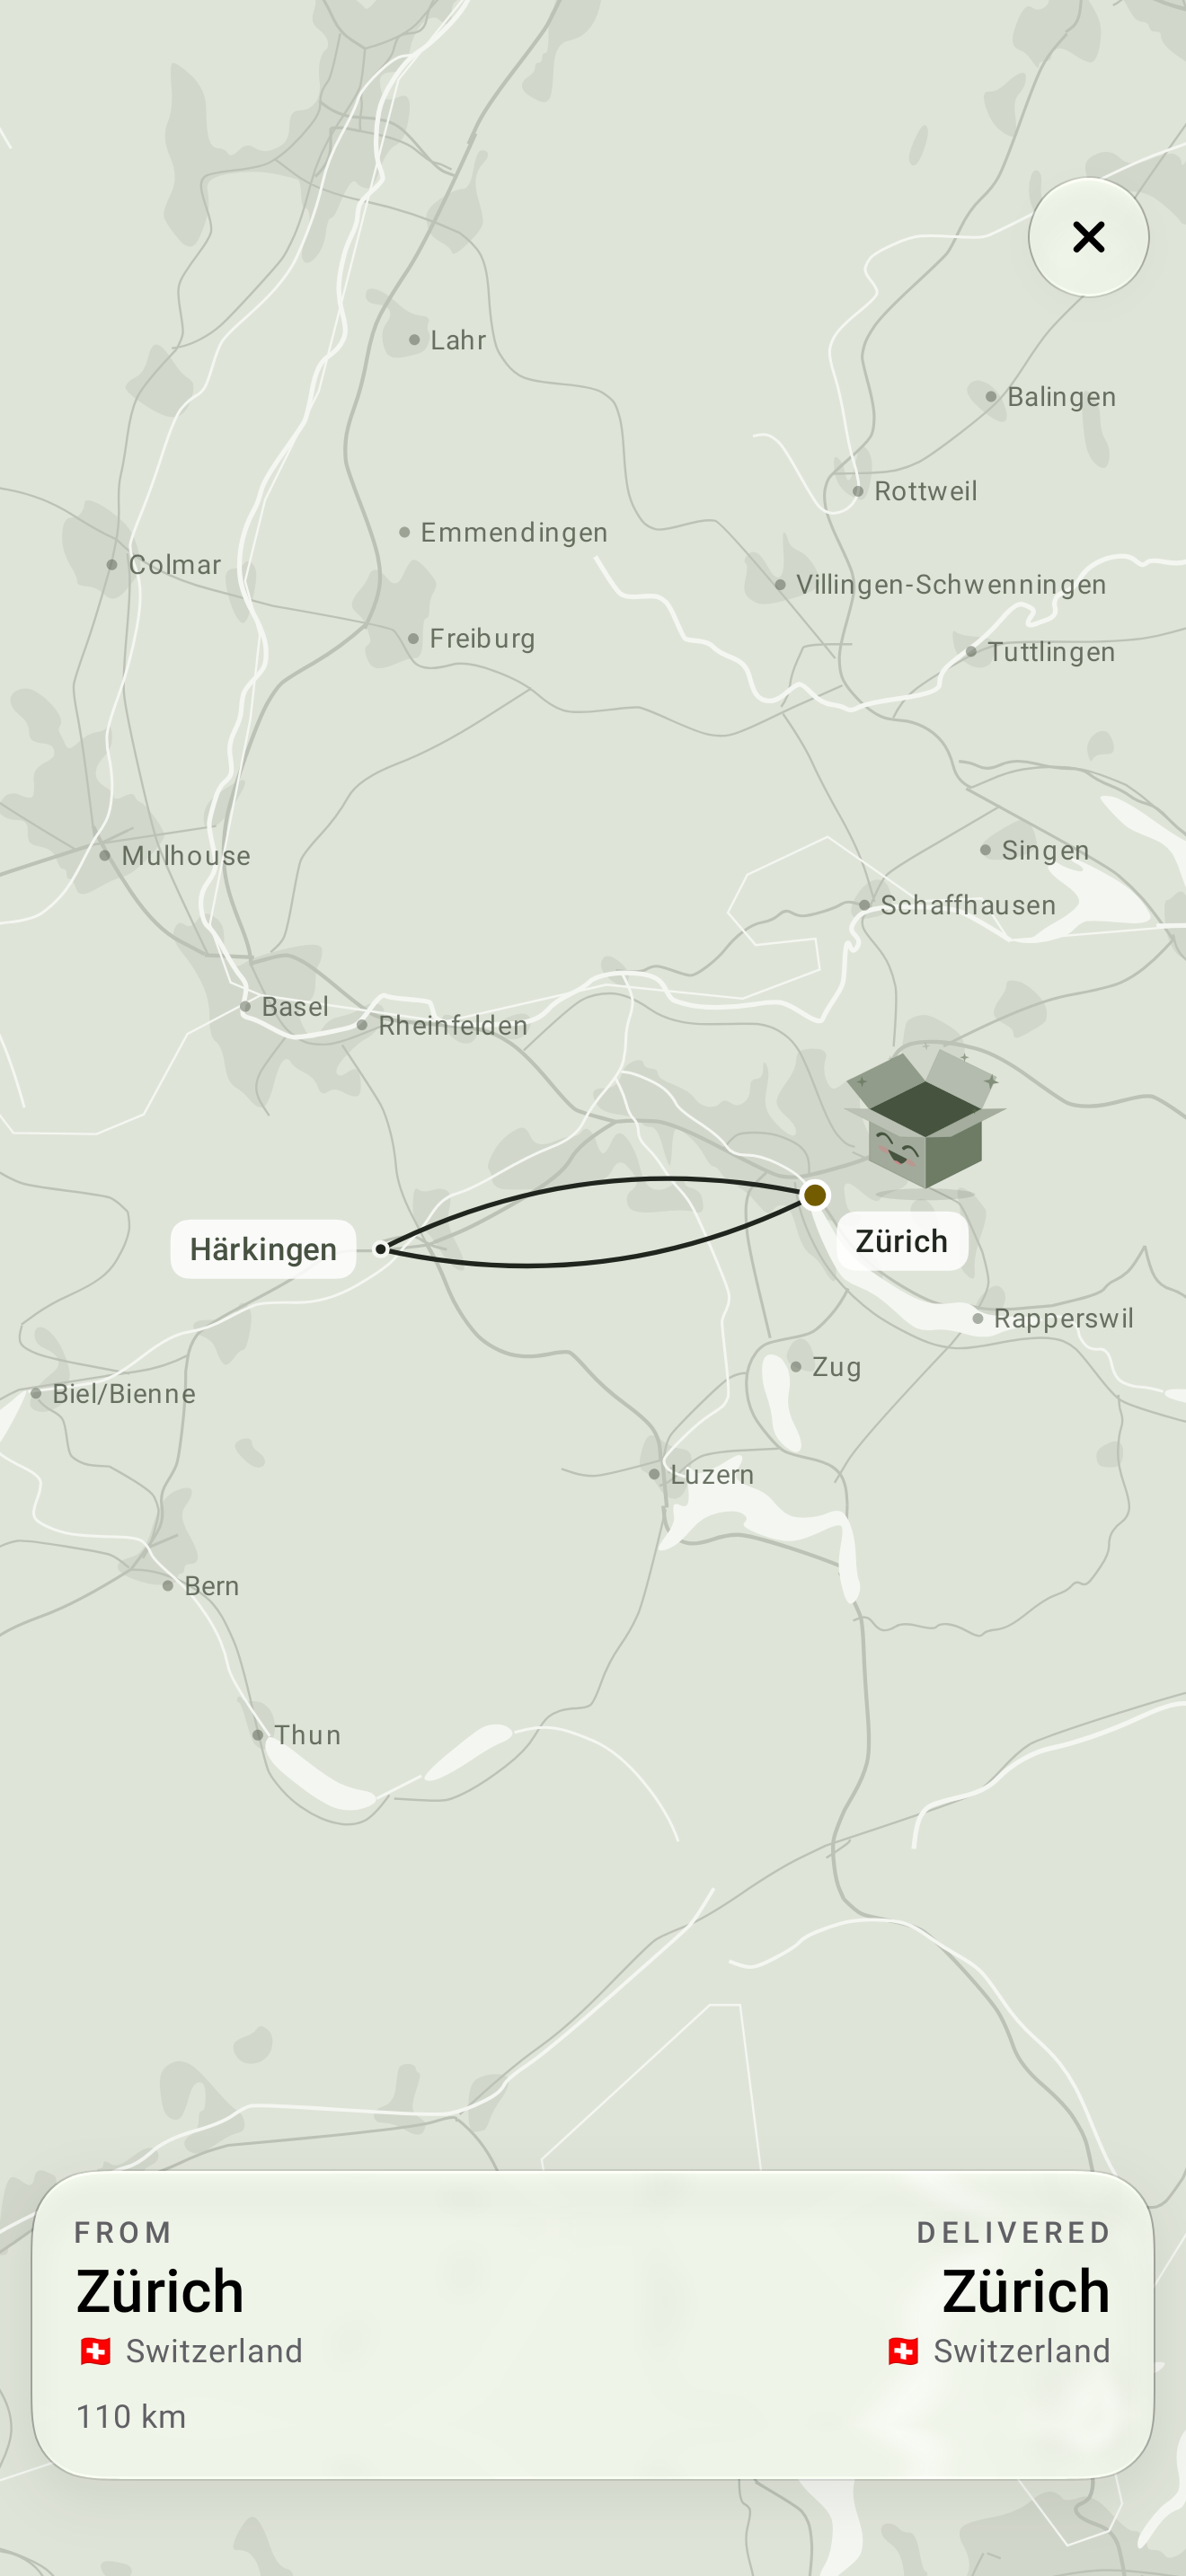 Lahr
Balingen
Rottweil
Emmendingen
Colmar
Villingen-Schwenningen
Freiburg
Tuttlingen
Singen
Mulhouse
Schaffhausen
Basel
Rheinfelden
Härkingen
Zürich
Rapperswil
Zug
Biel/Bienne
Luzern
Bern
Thun
FROM
Zürich
Switzerland
110 km
DELIVERED
Zürich
Switzerland